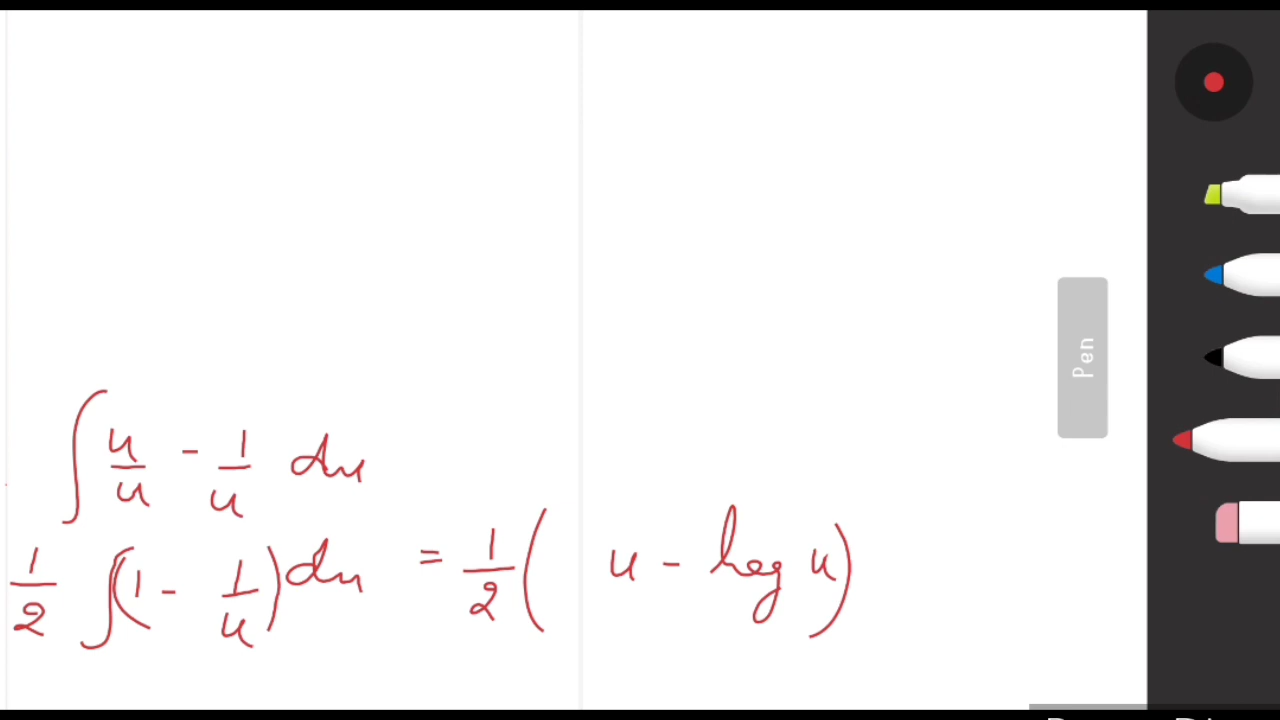 ∫ u/u - 1/u du
1/2 ∫(1 - 1/u) du = 1/2 ( u - log u)
Pen